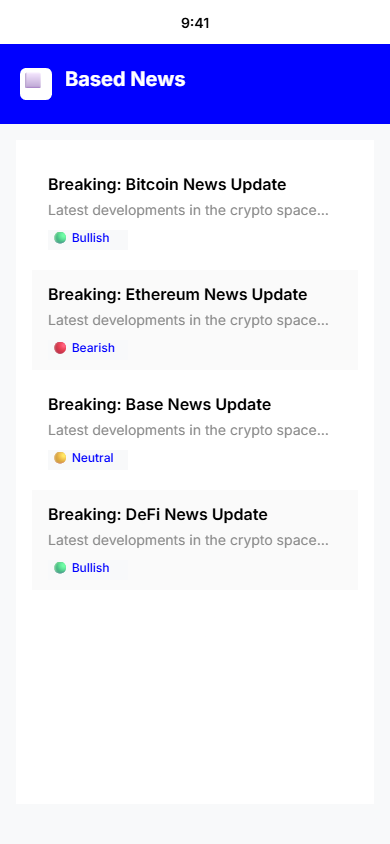 9:41
Based News
Breaking: Bitcoin News Update
Latest developments in the crypto space...
Bullish
Breaking: Ethereum News Update
Latest developments in the crypto space...
Bearish
Breaking: Base News Update
Latest developments in the crypto space...
Neutral
Breaking: DeFi News Update
Latest developments in the crypto space...
Bullish